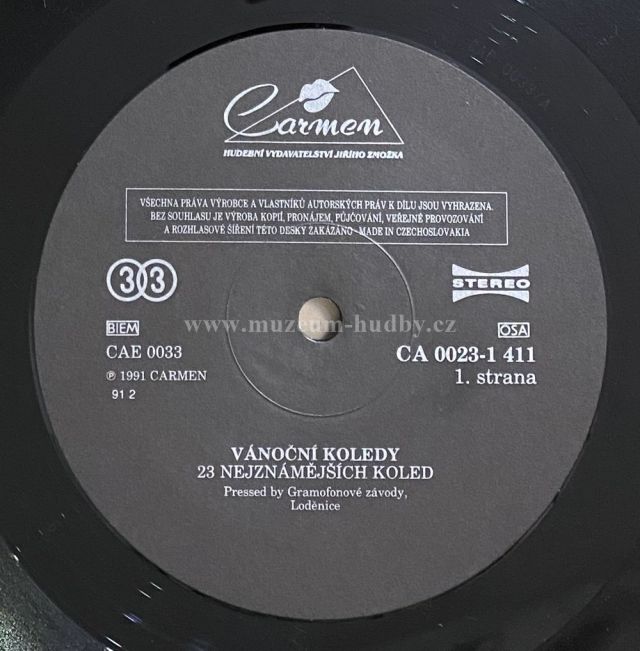 Carmen
HUDEBNÍ VYDAVATELSTVÍ JIŘÍHO ZMOŽKA
VŠECHNA PRÁVA VÝROBCE A VLASTNÍKŮ AUTORSKÝCH PRÁV K DÍLU JSOU VYHRAZENA.
BEZ SOUHLASU JE VÝROBA KOPIÍ, PRONÁJEM, PŮJČOVÁNÍ, VEŘEJNÉ PROVOZOVÁNÍ
A ROZHLASOVÉ ŠÍŘENÍ TÉTO DESKY ZAKÁZÁNO - MADE IN CZECHOSLOVAKIA
33
STEREO
www.muzeum-hudby.cz
BIEM
OSA
CAE 0033
CA 0023-1 411
℗ 1991 CARMEN
1. strana
91 2
VÁNOČNÍ KOLEDY
23 NEJZNÁMĚJŠÍCH KOLED
Pressed by Gramofonové závody,
Loděnice